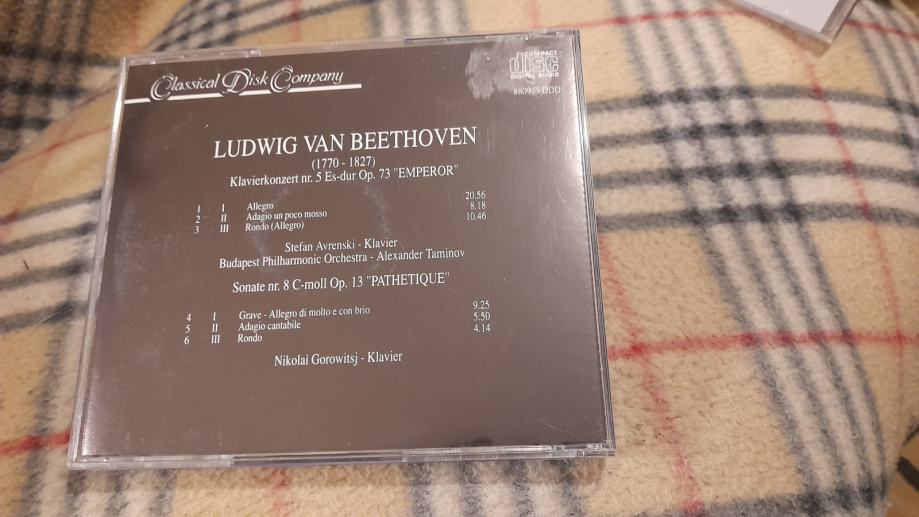 Classical Disk Company
COMPACT
disc
DIGITAL AUDIO
880915 DDD
LUDWIG VAN BEETHOVEN
(1770 - 1827)
Klavierkonzert nr. 5 Es-dur Op. 73 "EMPEROR"
1 I Allegro 20.56
2 II Adagio un poco mosso 8.18
3 III Rondo (Allegro) 10.46
Stefan Avrenski - Klavier
Budapest Philharmonic Orchestra - Alexander Taminov
Sonate nr. 8 C-moll Op. 13 "PATHETIQUE"
4 I Grave - Allegro di molto e con brio 9.25
5 II Adagio cantabile 5.50
6 III Rondo 4.14
Nikolai Gorowitsj - Klavier